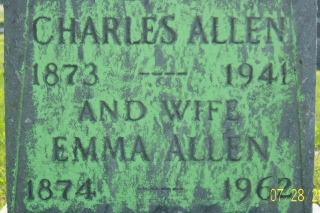 CHARLES ALLEN
1873 ---- 1941
AND WIFE
EMMA ALLEN
1874 ---- 1962
07-28